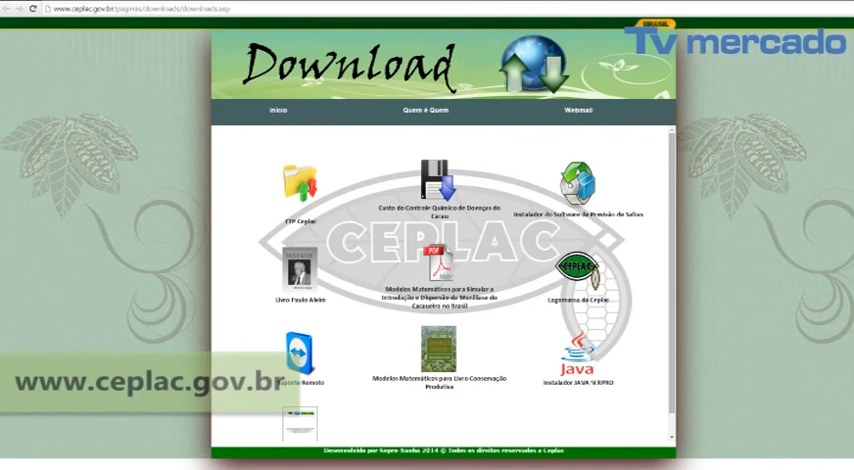 www.ceplac.gov.br/paginas/downloads/downloads.asp
BRASIL
Tv mercado
Download
Início
Quem é Quem
Webmail
FTP Ceplac
Custo do Controle Químico de Doenças do
Cacau
Instalador do Software de Previsão de Safras
CEPLAC
PDF
CEPLAC
Livro Paulo Alvim
Modelos Matemáticos para Simular a
Introdução e Dispersão da Monilíase do
Cacaueiro no Brasil
Logomarca da Ceplac
Java
www.ceplac.gov.br
Suporte Remoto
Modelos Matemáticos para Livro Conservação
Produtiva
Instalador JAVA SERPRO
Desenvolvido por Sepro-Sueba 2014 © Todos os direitos reservados a Ceplac